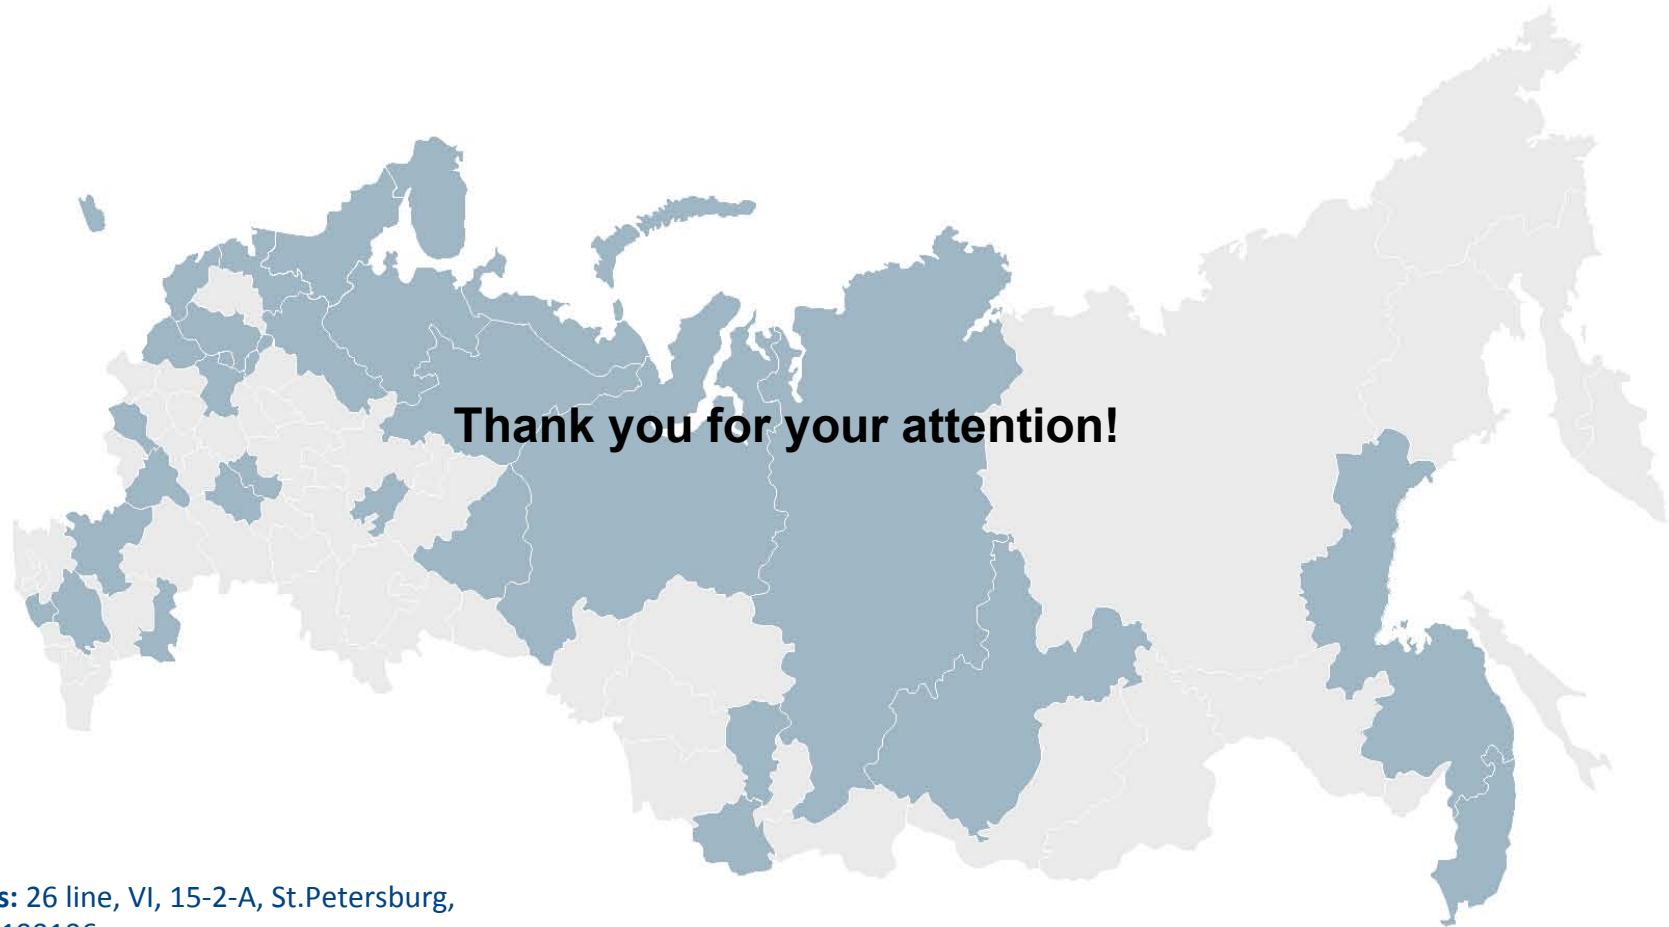 Thank you for your attention!
s: 26 line, VI, 15-2-A, St.Petersburg,